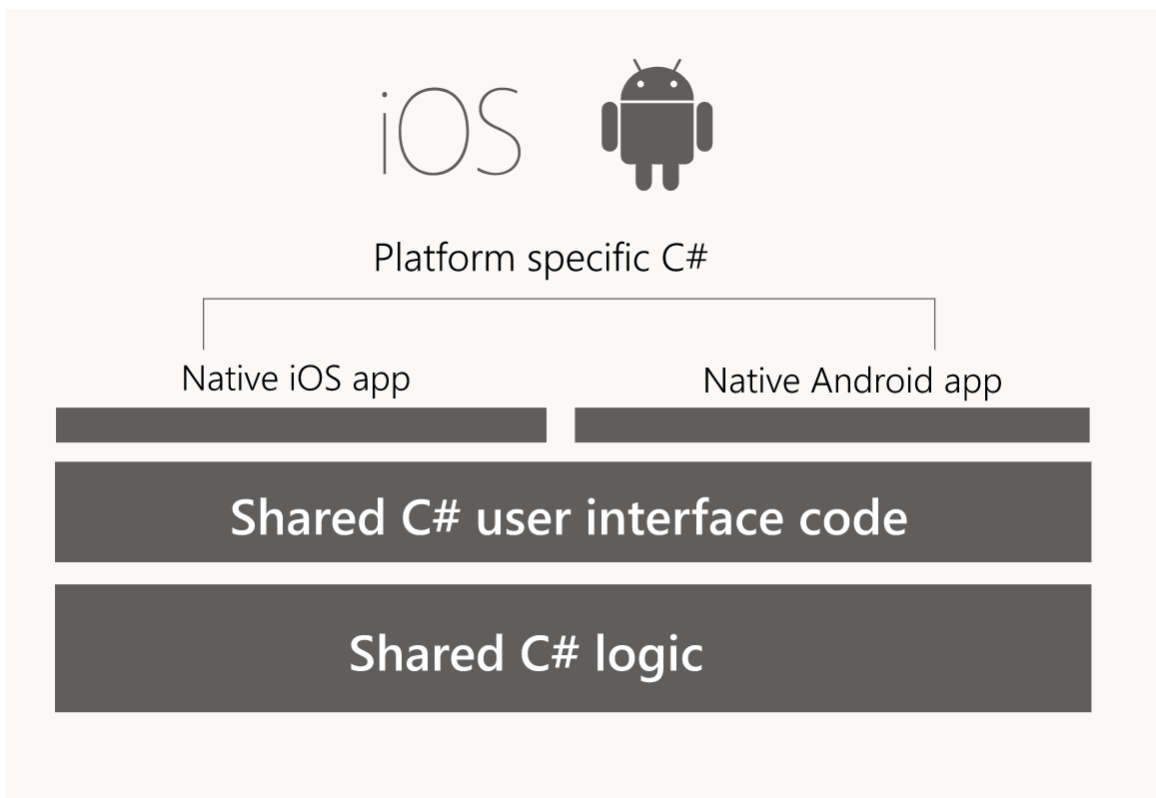 iOS
Platform specific C#
Native iOS app
Native Android app
Shared C# user interface code
Shared C# logic